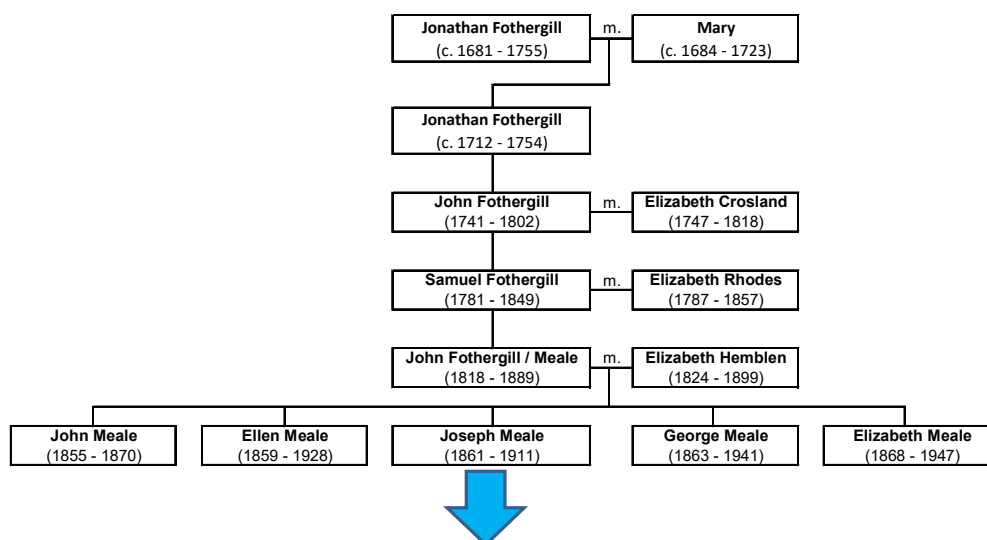 Jonathan Fothergill m. Mary
(c. 1681 - 1755) (c. 1684 - 1723)
Jonathan Fothergill
(c. 1712 - 1754)
John Fothergill m. Elizabeth Crosland
(1741 - 1802) (1747 - 1818)
Samuel Fothergill m. Elizabeth Rhodes
(1781 - 1849) (1787 - 1857)
John Fothergill / Meale m. Elizabeth Hemblen
(1818 - 1889) (1824 - 1899)
John Meale Ellen Meale Joseph Meale George Meale Elizabeth Meale
(1855 - 1870) (1859 - 1928) (1861 - 1911) (1863 - 1941) (1868 - 1947)